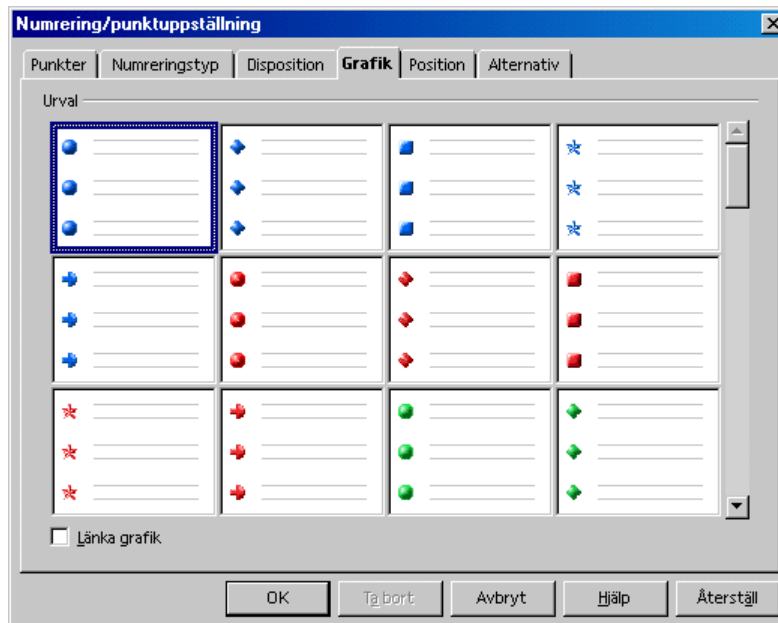 Numrering/punktuppställning
Punkter Numreringstyp Disposition Grafik Position Alternativ
Urval
Länka grafik
OK Ta bort Avbryt Hjälp Återställ